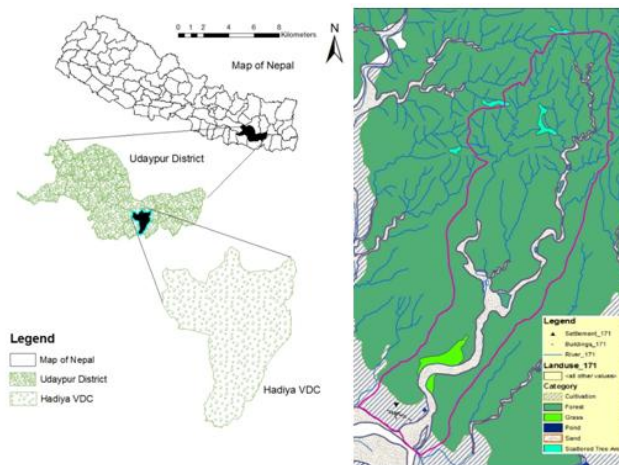 0 1 2 4 6 8
Kilometers
N
Map of Nepal
Udaypur District
Hadiya VDC
Legend
Map of Nepal
Udaypur District
Hadiya VDC
Legend
Settlement_171
Buildings_171
River_171
Landuse_171
<all other values>
Category
Cultivation
Forest
Grass
Pond
Sand
Scattered Tree Are